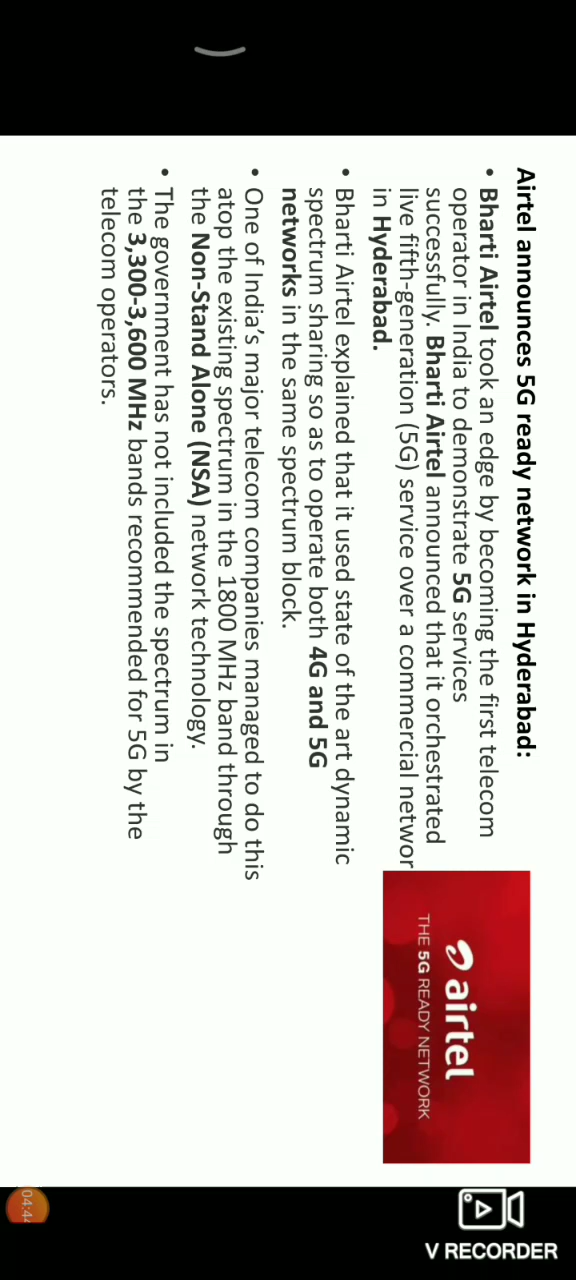 Airtel announces 5G ready network in Hyderabad:
• Bharti Airtel took an edge by becoming the first telecom
operator in India to demonstrate 5G services
successfully. Bharti Airtel announced that it orchestrated
live fifth-generation (5G) service over a commercial networ
in Hyderabad.
• Bharti Airtel explained that it used state of the art dynamic
spectrum sharing so as to operate both 4G and 5G
networks in the same spectrum block.
• One of India's major telecom companies managed to do this
atop the existing spectrum in the 1800 MHz band through
the Non-Stand Alone (NSA) network technology.
• The government has not included the spectrum in
the 3,300-3,600 MHz bands recommended for 5G by the
telecom operators.
airtel
THE 5G READY NETWORK
V RECORDER